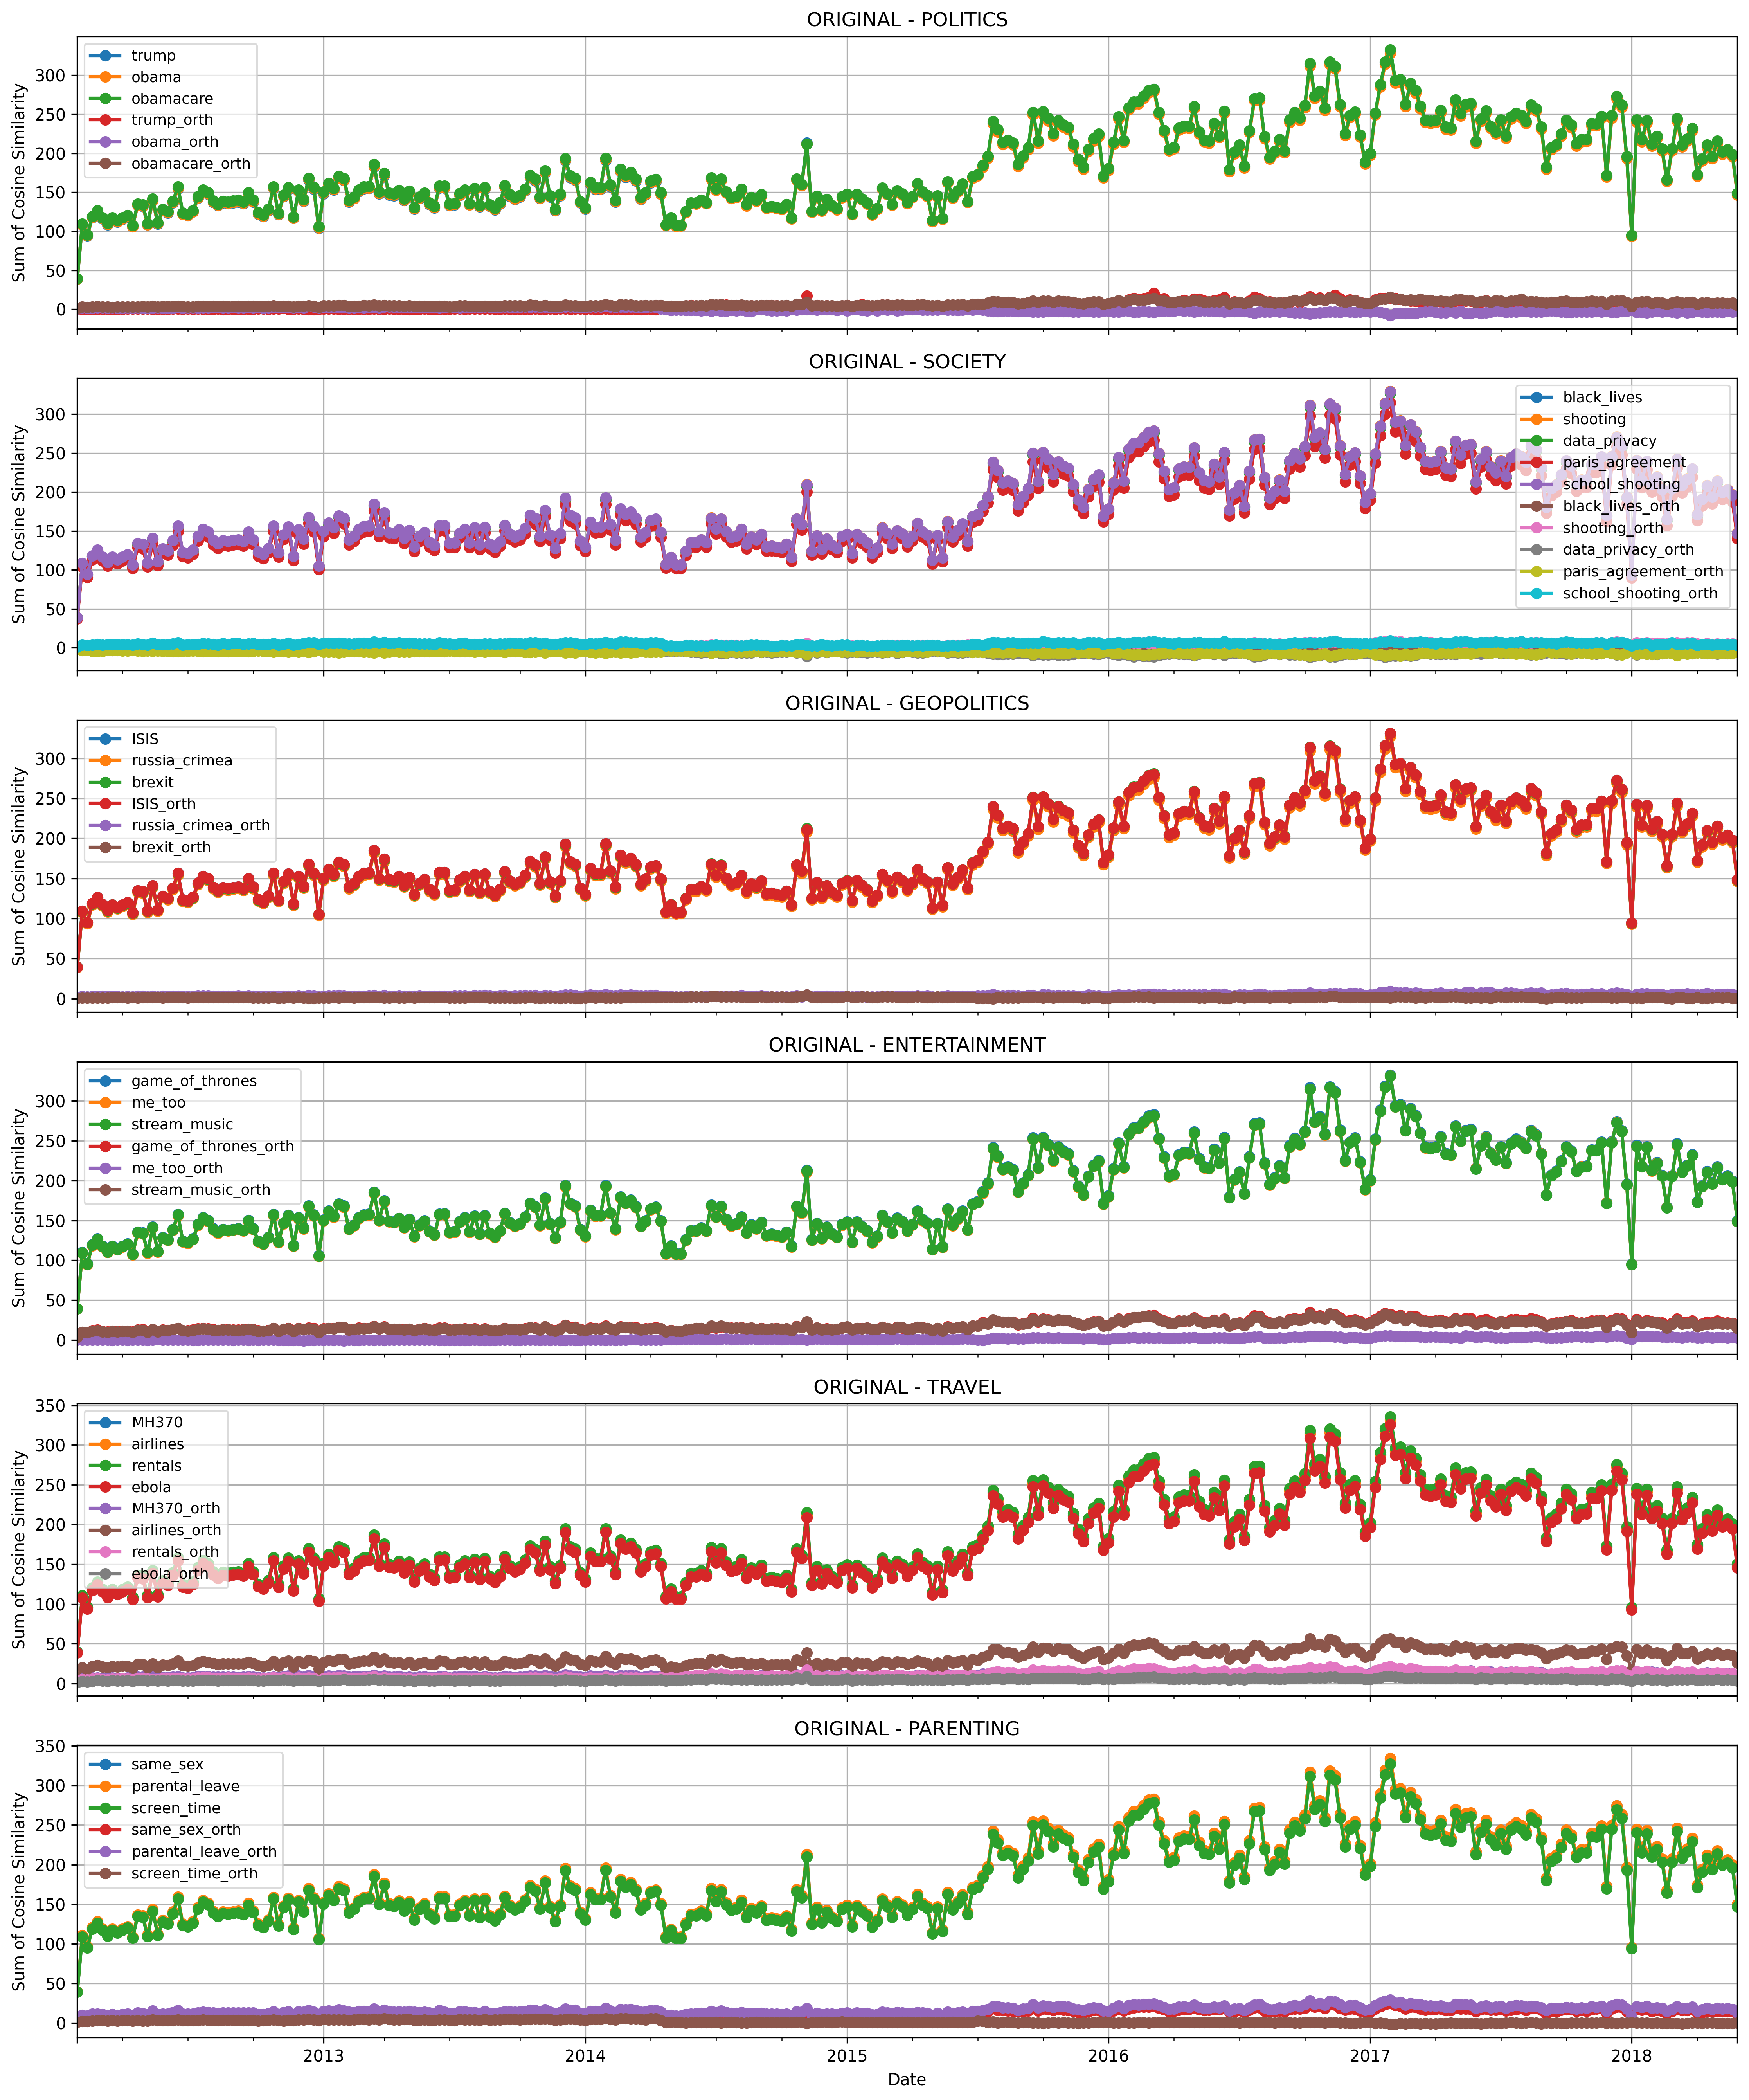 ORIGINAL - POLITICS
Sum of Cosine Similarity
300
250
200
150
100
50
0
trump
obama
obamacare
trump_orth
obama_orth
obamacare_orth
ORIGINAL - SOCIETY
Sum of Cosine Similarity
300
250
200
150
100
50
0
black_lives
shooting
data_privacy
paris_agreement
school_shooting
black_lives_orth
shooting_orth
data_privacy_orth
paris_agreement_orth
school_shooting_orth
ORIGINAL - GEOPOLITICS
Sum of Cosine Similarity
300
250
200
150
100
50
0
ISIS
russia_crimea
brexit
ISIS_orth
russia_crimea_orth
brexit_orth
ORIGINAL - ENTERTAINMENT
Sum of Cosine Similarity
300
250
200
150
100
50
0
game_of_thrones
me_too
stream_music
game_of_thrones_orth
me_too_orth
stream_music_orth
ORIGINAL - TRAVEL
Sum of Cosine Similarity
350
300
250
200
150
100
50
0
MH370
airlines
rentals
ebola
MH370_orth
airlines_orth
rentals_orth
ebola_orth
ORIGINAL - PARENTING
Sum of Cosine Similarity
350
300
250
200
150
100
50
0
same_sex
parental_leave
screen_time
same_sex_orth
parental_leave_orth
screen_time_orth
2013 2014 2015 2016 2017 2018
Date